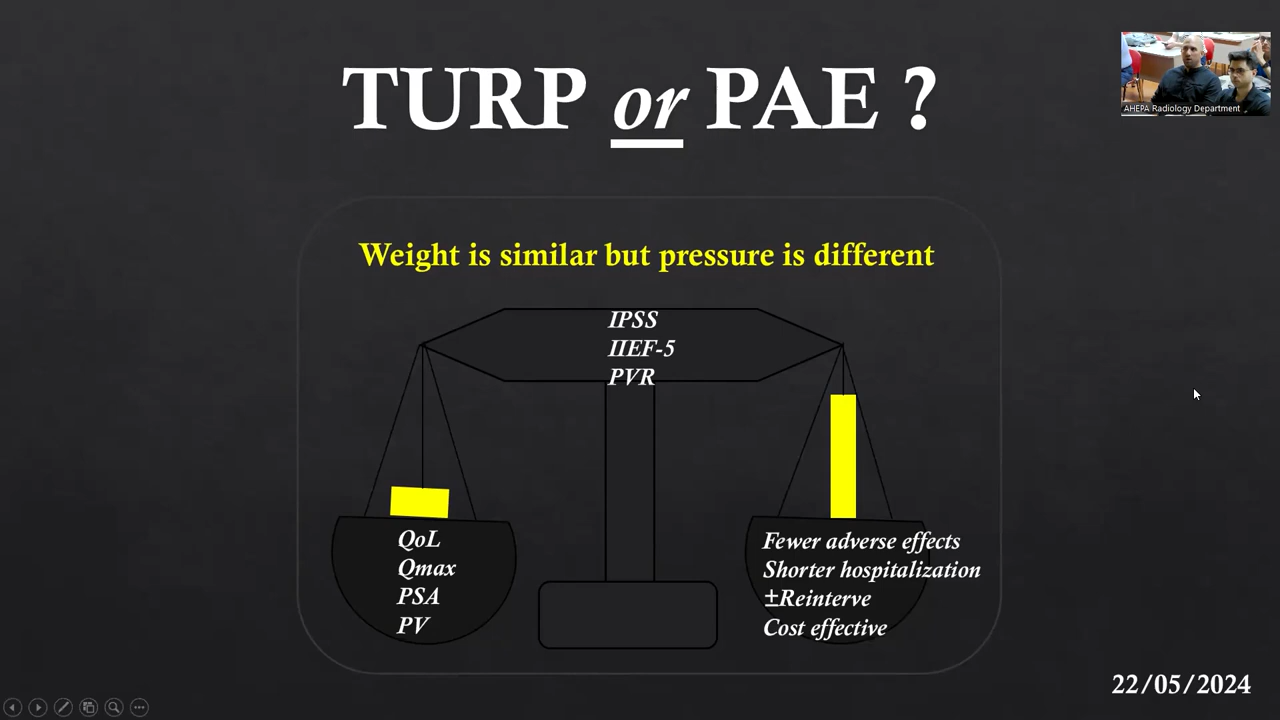 TURP or PAE ?
AHEPA Radiology Department
Weight is similar but pressure is different
IPSS
IIEF-5
PVR
QoL
Qmax
PSA
PV
Fewer adverse effects
Shorter hospitalization
±Reinterve
Cost effective
22/05/2024